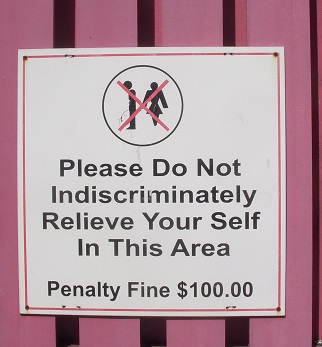 Please Do Not
Indiscriminately
Relieve Your Self
In This Area
Penalty Fine $100.00